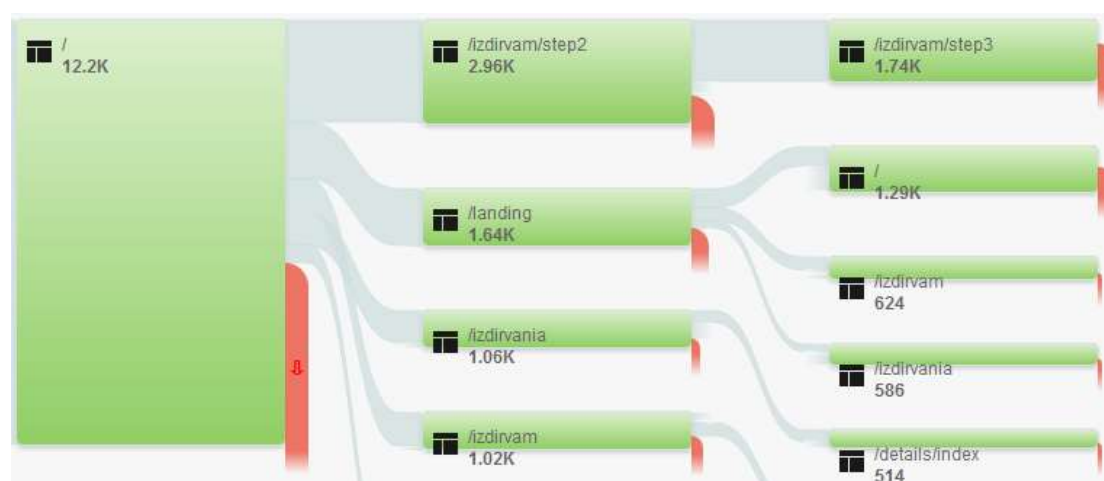 /
12.2K
/izdirvam/step2
2.96K
/izdirvam/step3
1.74K
/landing
1.64K
/
1.29K
/izdirvam
624
/izdirvania
1.06K
/izdirvania
586
/izdirvam
1.02K
/details/index
514